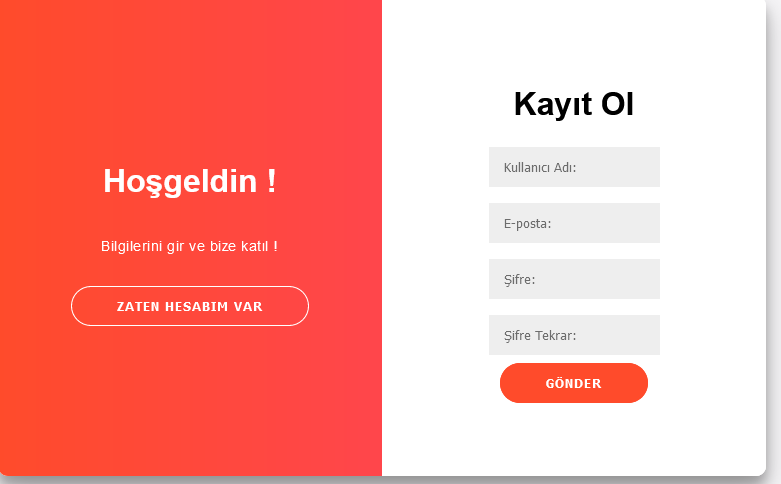 Hoşgeldin !
Bilgilerini gir ve bize katıl !
ZATEN HESABIM VAR
Kayıt Ol
Kullanıcı Adı:
E-posta:
Şifre:
Şifre Tekrar:
GÖNDER